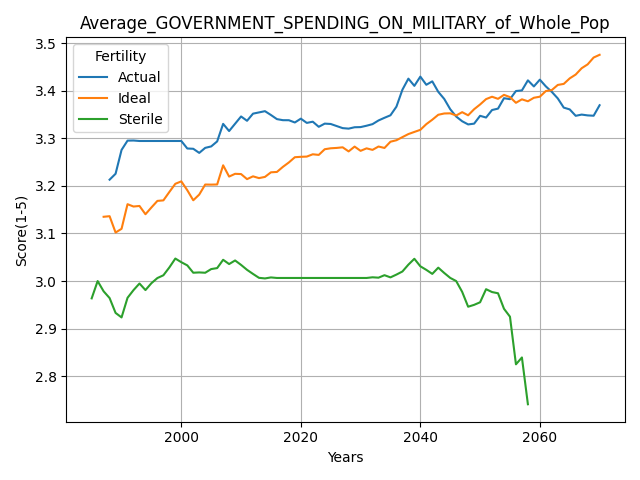 Average_GOVERNMENT_SPENDING_ON_MILITARY_of_Whole_Pop
Fertility
Actual
Ideal
Sterile
Score(1-5)
3.5
3.4
3.3
3.2
3.1
3.0
2.9
2.8
2000
2020
2040
2060
Years